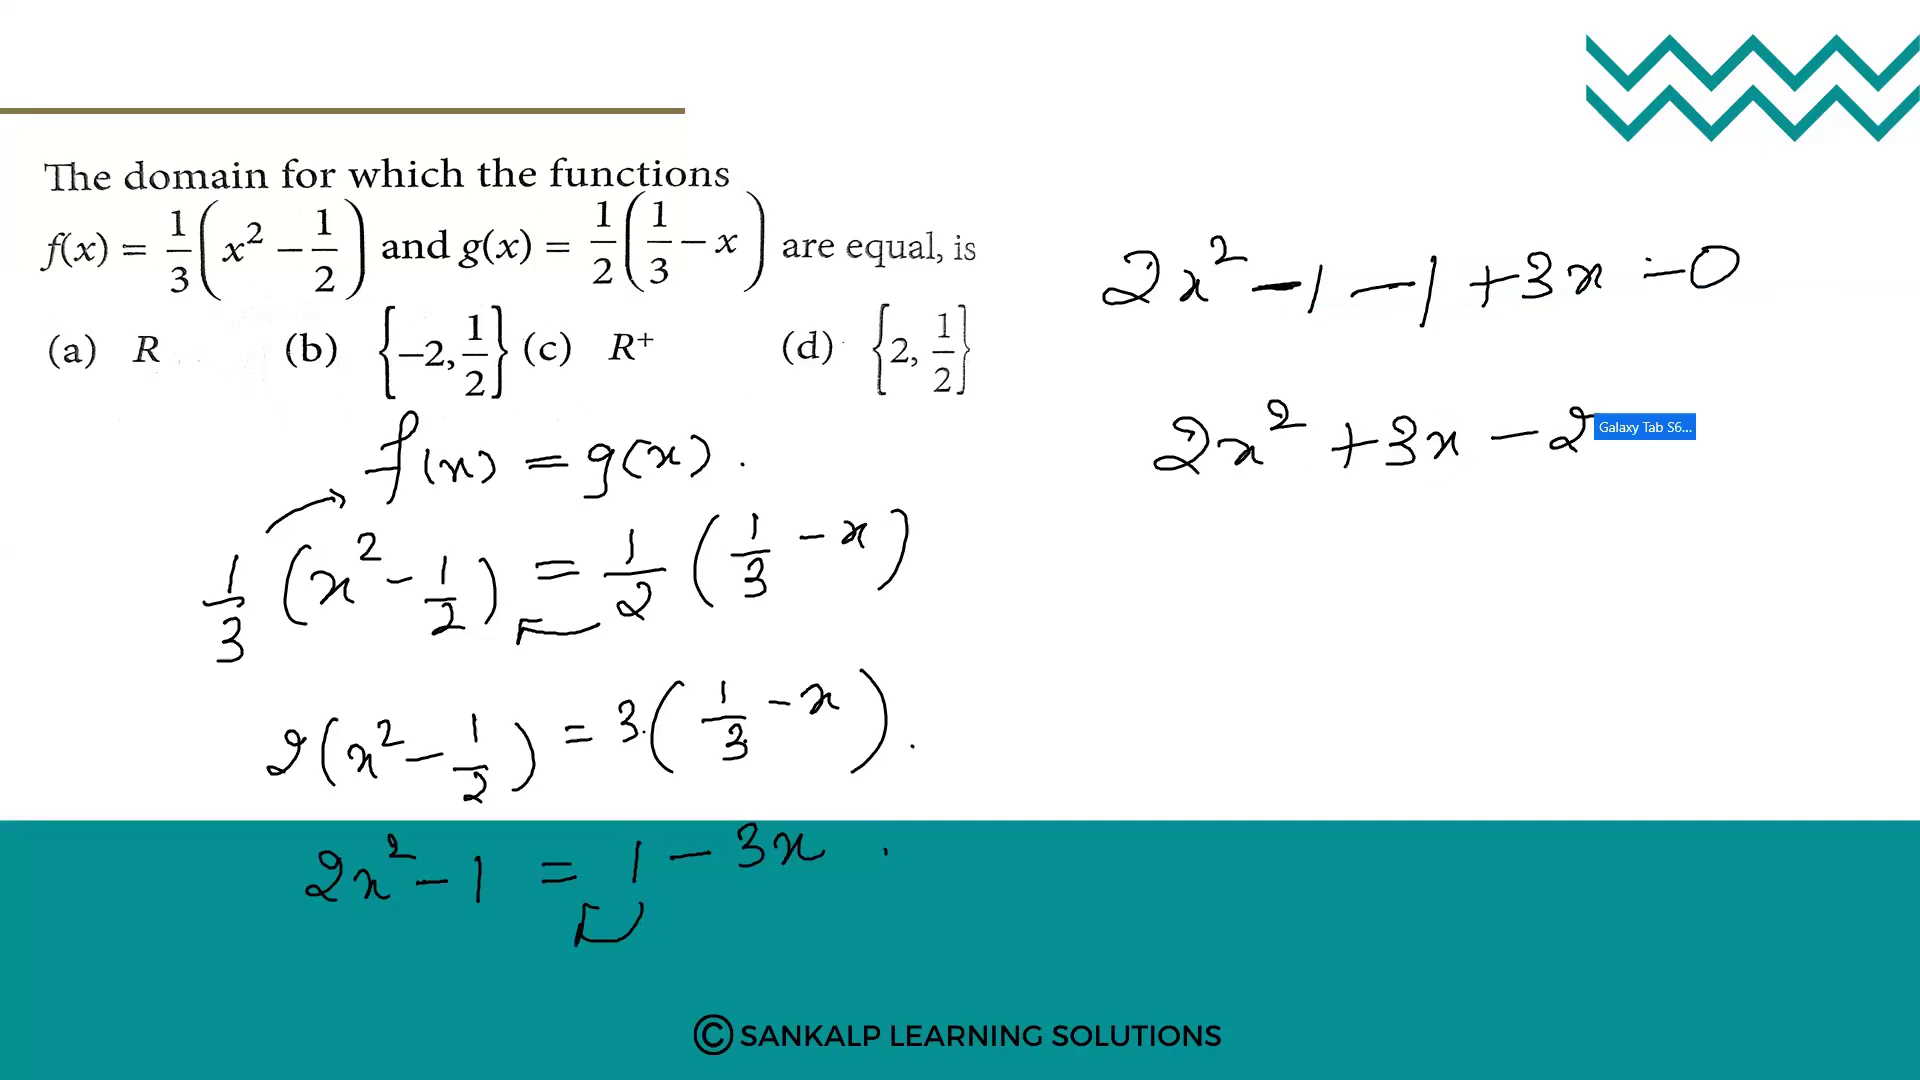 The domain for which the functions
f(x) = 1/3 (x² − 1/2) and g(x) = 1/2 (1/3 − x) are equal, is
(a) R (b) {−2, 1/2} (c) R⁺ (d) {2, 1/2}
f(x) = g(x).
1/3 (x² − 1/2) = 1/2 (1/3 − x)
2(x² − 1/2) = 3.(1/3 − x).
2x² − 1 = 1 − 3x .
2x² − 1 − 1 + 3x = 0
2x² + 3x − 2
Galaxy Tab S6...
© SANKALP LEARNING SOLUTIONS